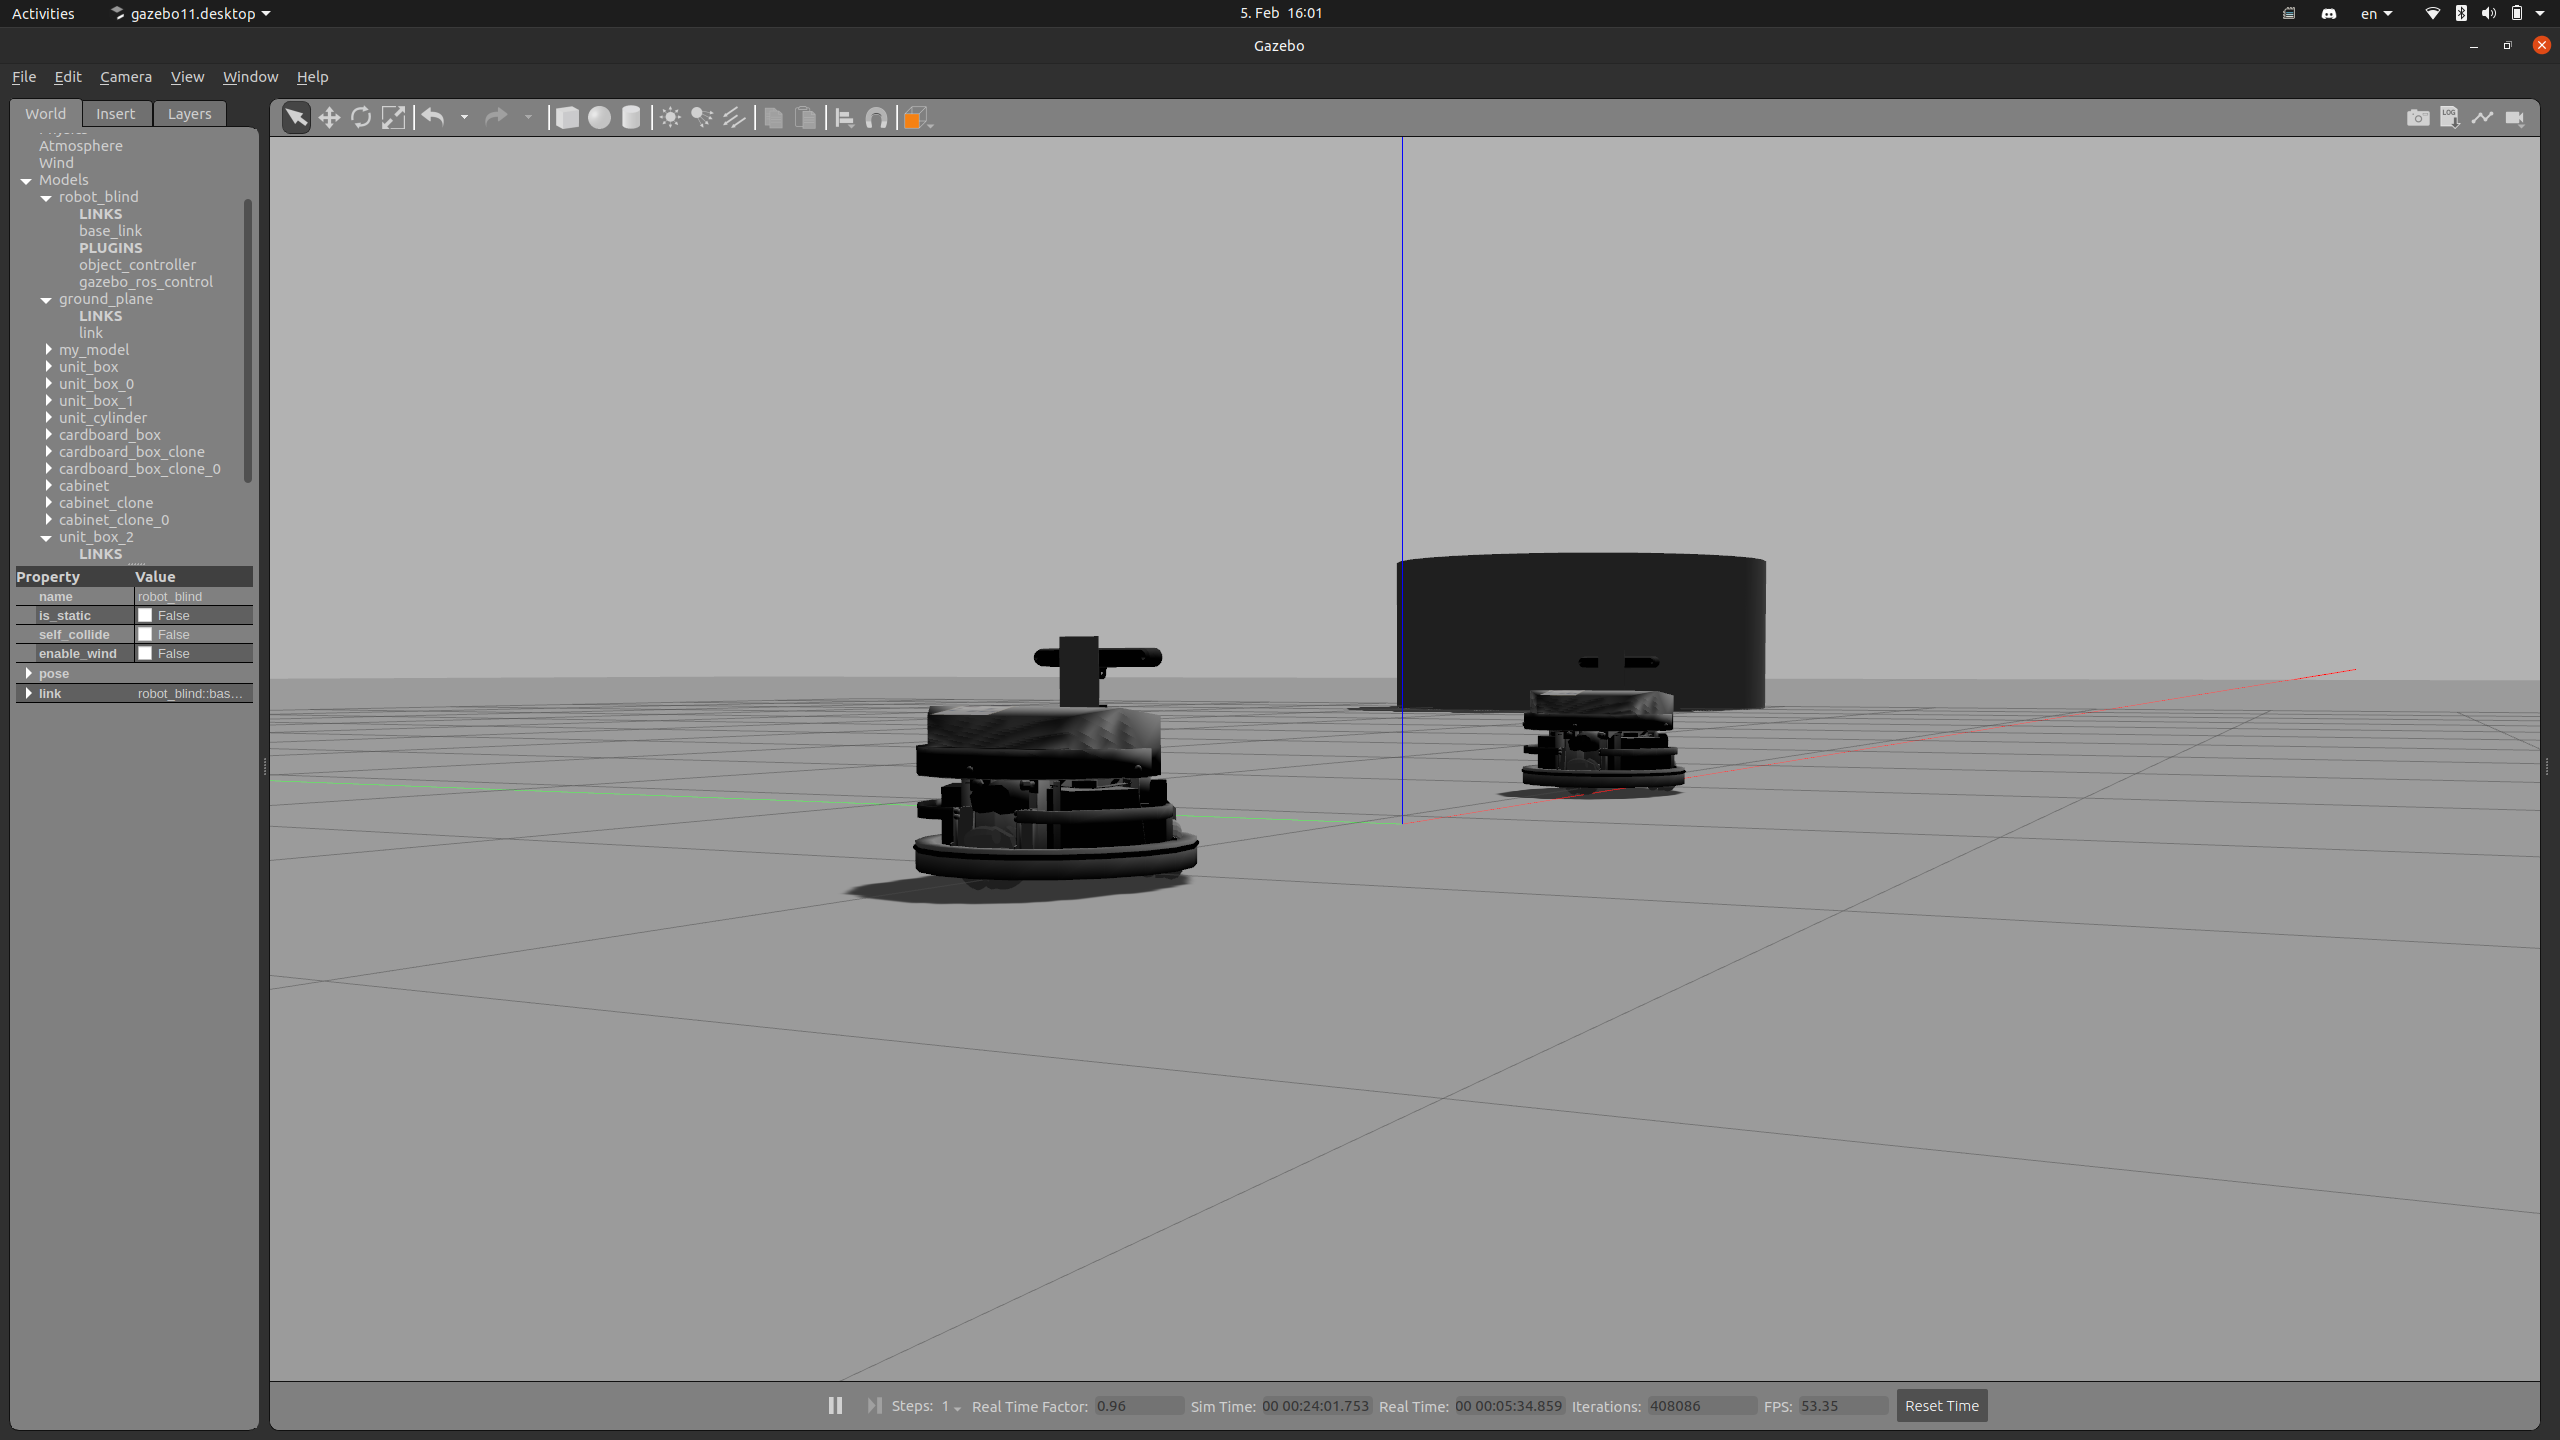 Activities gazebo11.desktop 5. Feb 16:01 en
Gazebo
File Edit Camera View Window Help
World Insert Layers
Physics
Atmosphere
Wind
Models
robot_blind
LINKS
base_link
PLUGINS
object_controller
gazebo_ros_control
ground_plane
LINKS
link
my_model
unit_box
unit_box_0
unit_box_1
unit_cylinder
cardboard_box
cardboard_box_clone
cardboard_box_clone_0
cabinet
cabinet_clone
cabinet_clone_0
unit_box_2
LINKS
Property Value
name robot_blind
is_static False
self_collide False
enable_wind False
pose
link robot_blind::bas...
LOG
Steps: 1 Real Time Factor: 0.96 Sim Time: 00 00:24:01.753 Real Time: 00 00:05:34.859 Iterations: 408086 FPS: 53.35 Reset Time